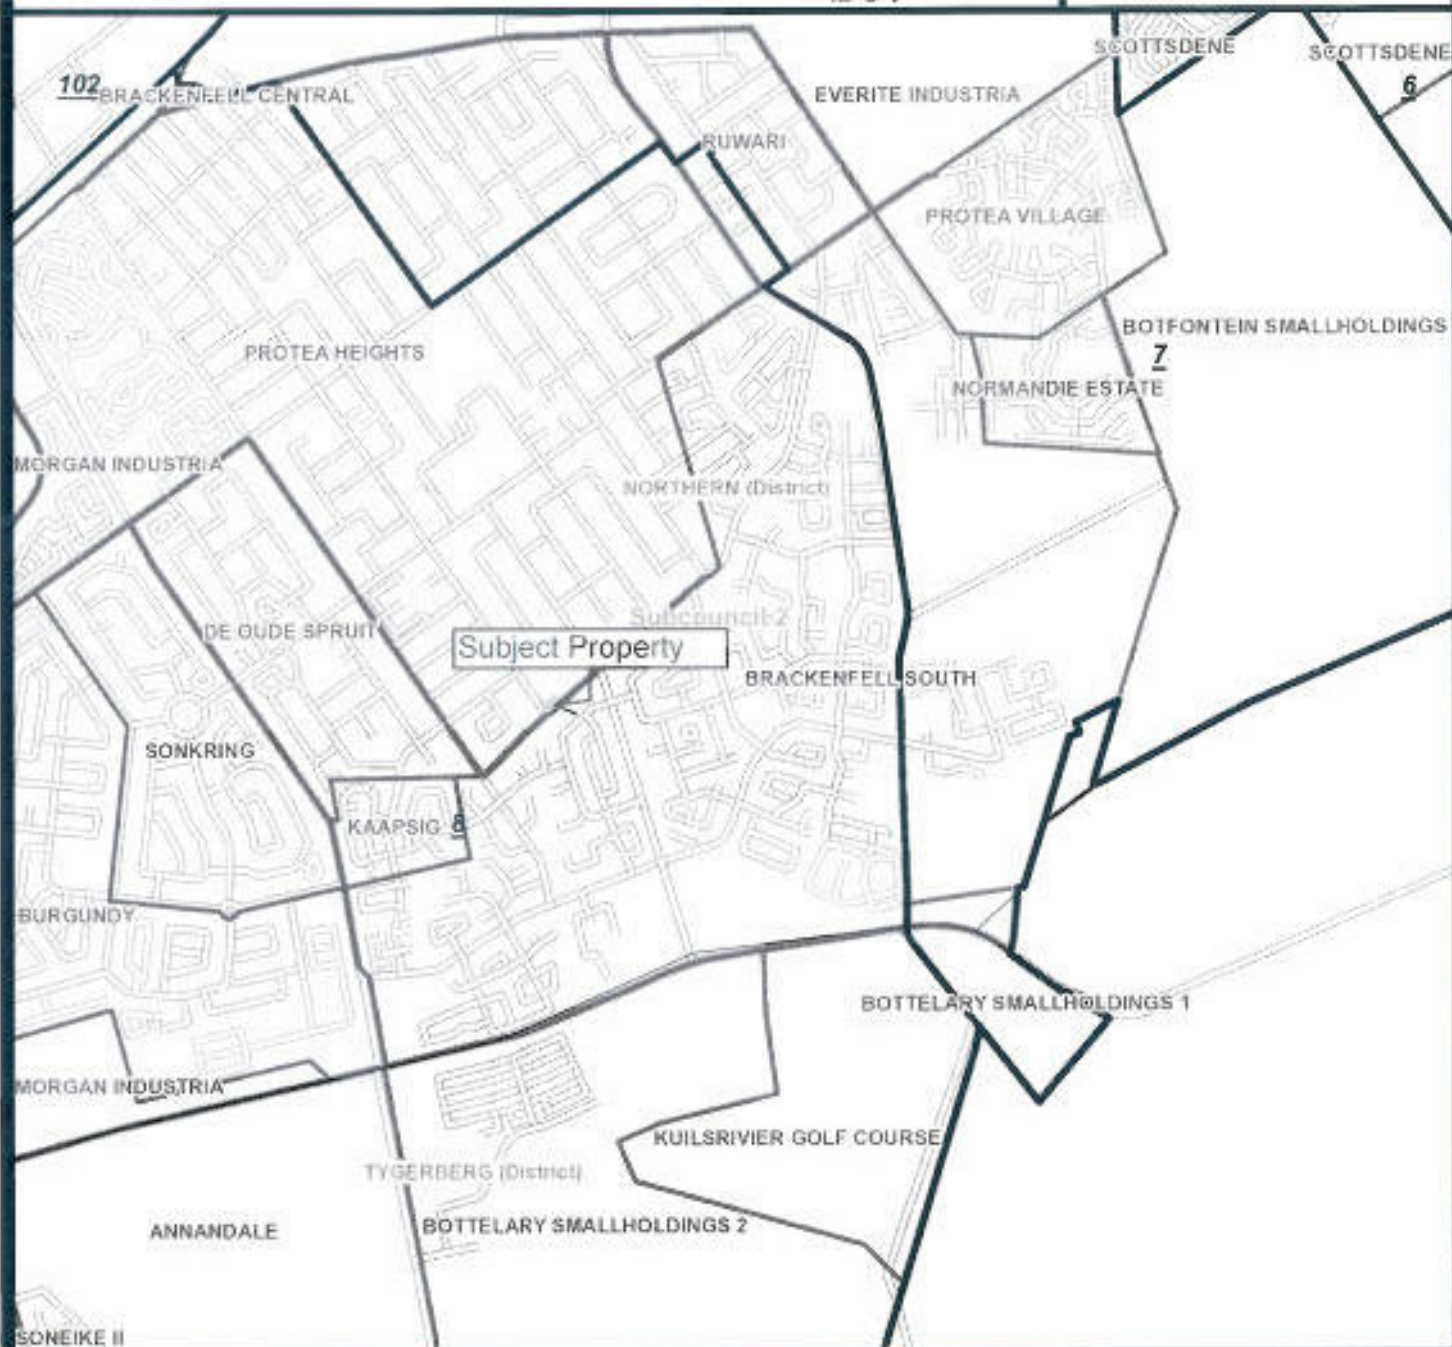 SCOTTSDENE
SCOTTSDENE
102
BRACKENFELL CENTRAL
EVERITE INDUSTRIA
6
RUWARI
PROTEA VILLAGE
BOTFONTEIN SMALLHOLDINGS
PROTEA HEIGHTS
7
NORMANDIE ESTATE
MORGAN INDUSTRIA
NORTHERN (District)
Subcouncil 2
DE OUDE SPRUIT
Subject Property
BRACKENFELL SOUTH
SONKRING
KAAPSIG
8
BURGUNDY
BOTTELARY SMALLHOLDINGS 1
MORGAN INDUSTRIA
KUILSRIVIER GOLF COURSE
TYGERBERG (District)
BOTTELARY SMALLHOLDINGS 2
ANNANDALE
SONEIKE II